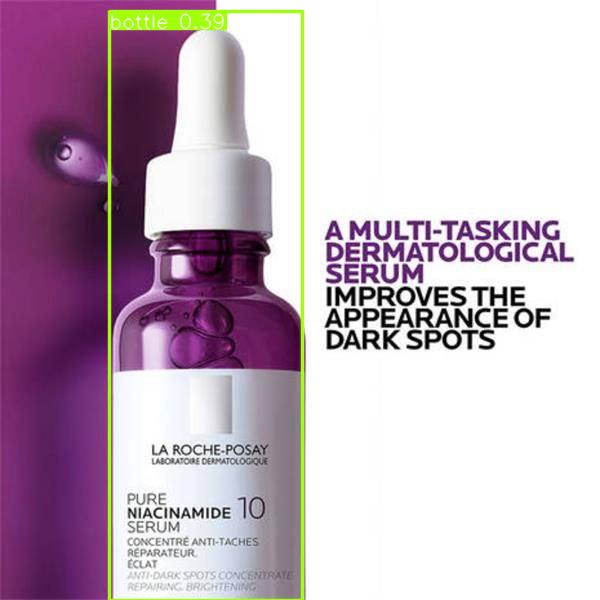 bottle 0.39
A MULTI-TASKING
DERMATOLOGICAL
SERUM
IMPROVES THE
APPEARANCE OF
DARK SPOTS
LA ROCHE-POSAY
LABORATOIRE DERMATOLOGIQUE
PURE
NIACINAMIDE 10
SERUM
CONCENTRÉ ANTI-TACHES
RÉPARATEUR.
ÉCLAT
ANTI-DARK SPOTS CONCENTRATE
REPAIRING. BRIGHTENING